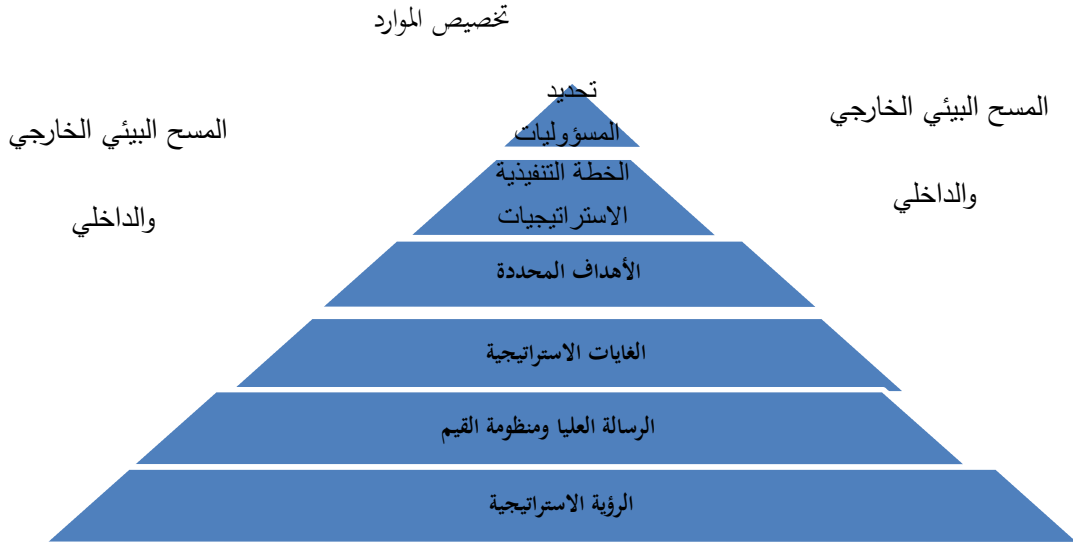 تخصيص الموارد
المسح البيئي الخارجي
والداخلي
تحديد
المسؤوليات
الخطة التنفيذية
الاستراتيجيات
الأهداف المحددة
الغايات الاستراتيجية
الرسالة العليا ومنظومة القيم
الرؤية الاستراتيجية
المسح البيئي الخارجي
والداخلي